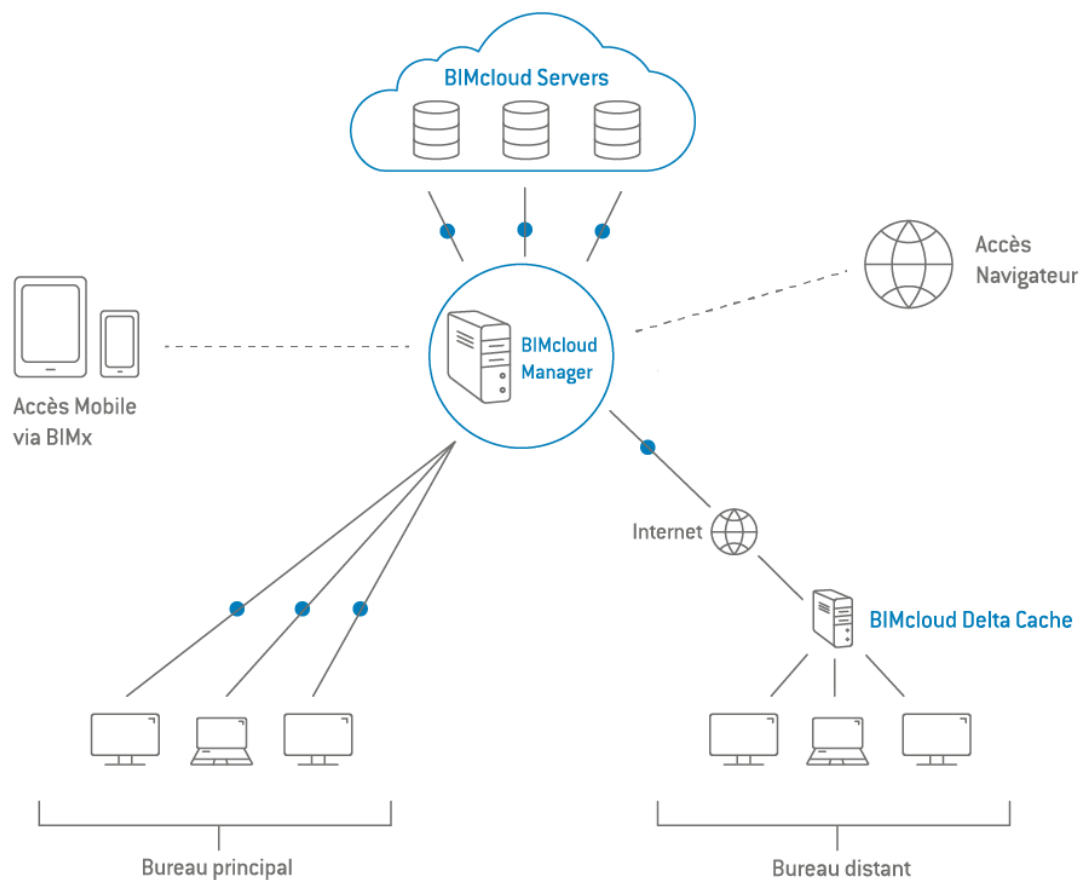 BIMcloud Servers
Accès
Navigateur
BIMcloud
Manager
Accès Mobile
via BIMx
Internet
BIMcloud Delta Cache
Bureau principal
Bureau distant